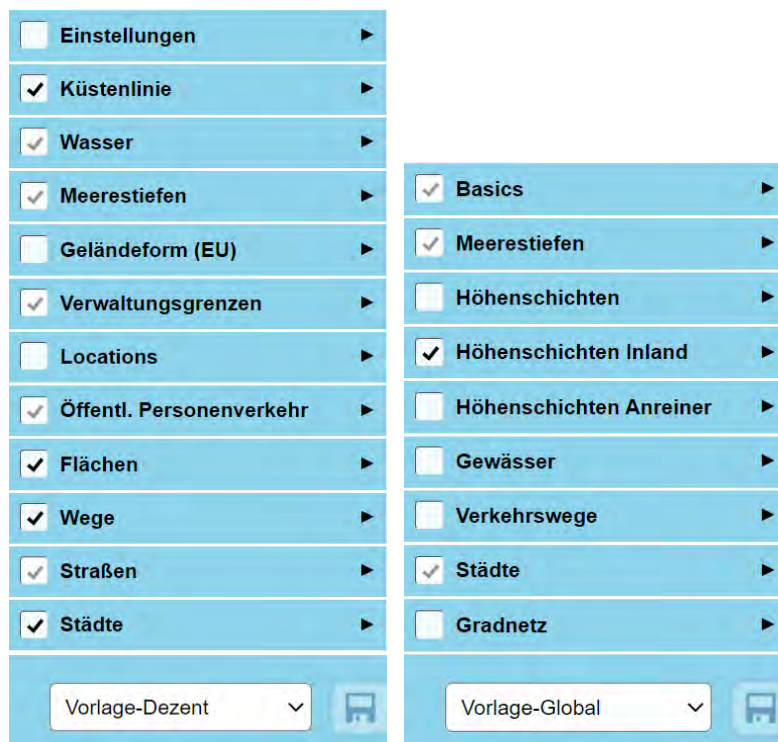 Einstellungen
Küstenlinie
Wasser
Meerestiefen
Geländeform (EU)
Verwaltungsgrenzen
Locations
Öffentl. Personenverkehr
Flächen
Wege
Straßen
Städte
Vorlage-Dezent
Basics
Meerestiefen
Höhenschichten
Höhenschichten Inland
Höhenschichten Anreiner
Gewässer
Verkehrswege
Städte
Gradnetz
Vorlage-Global